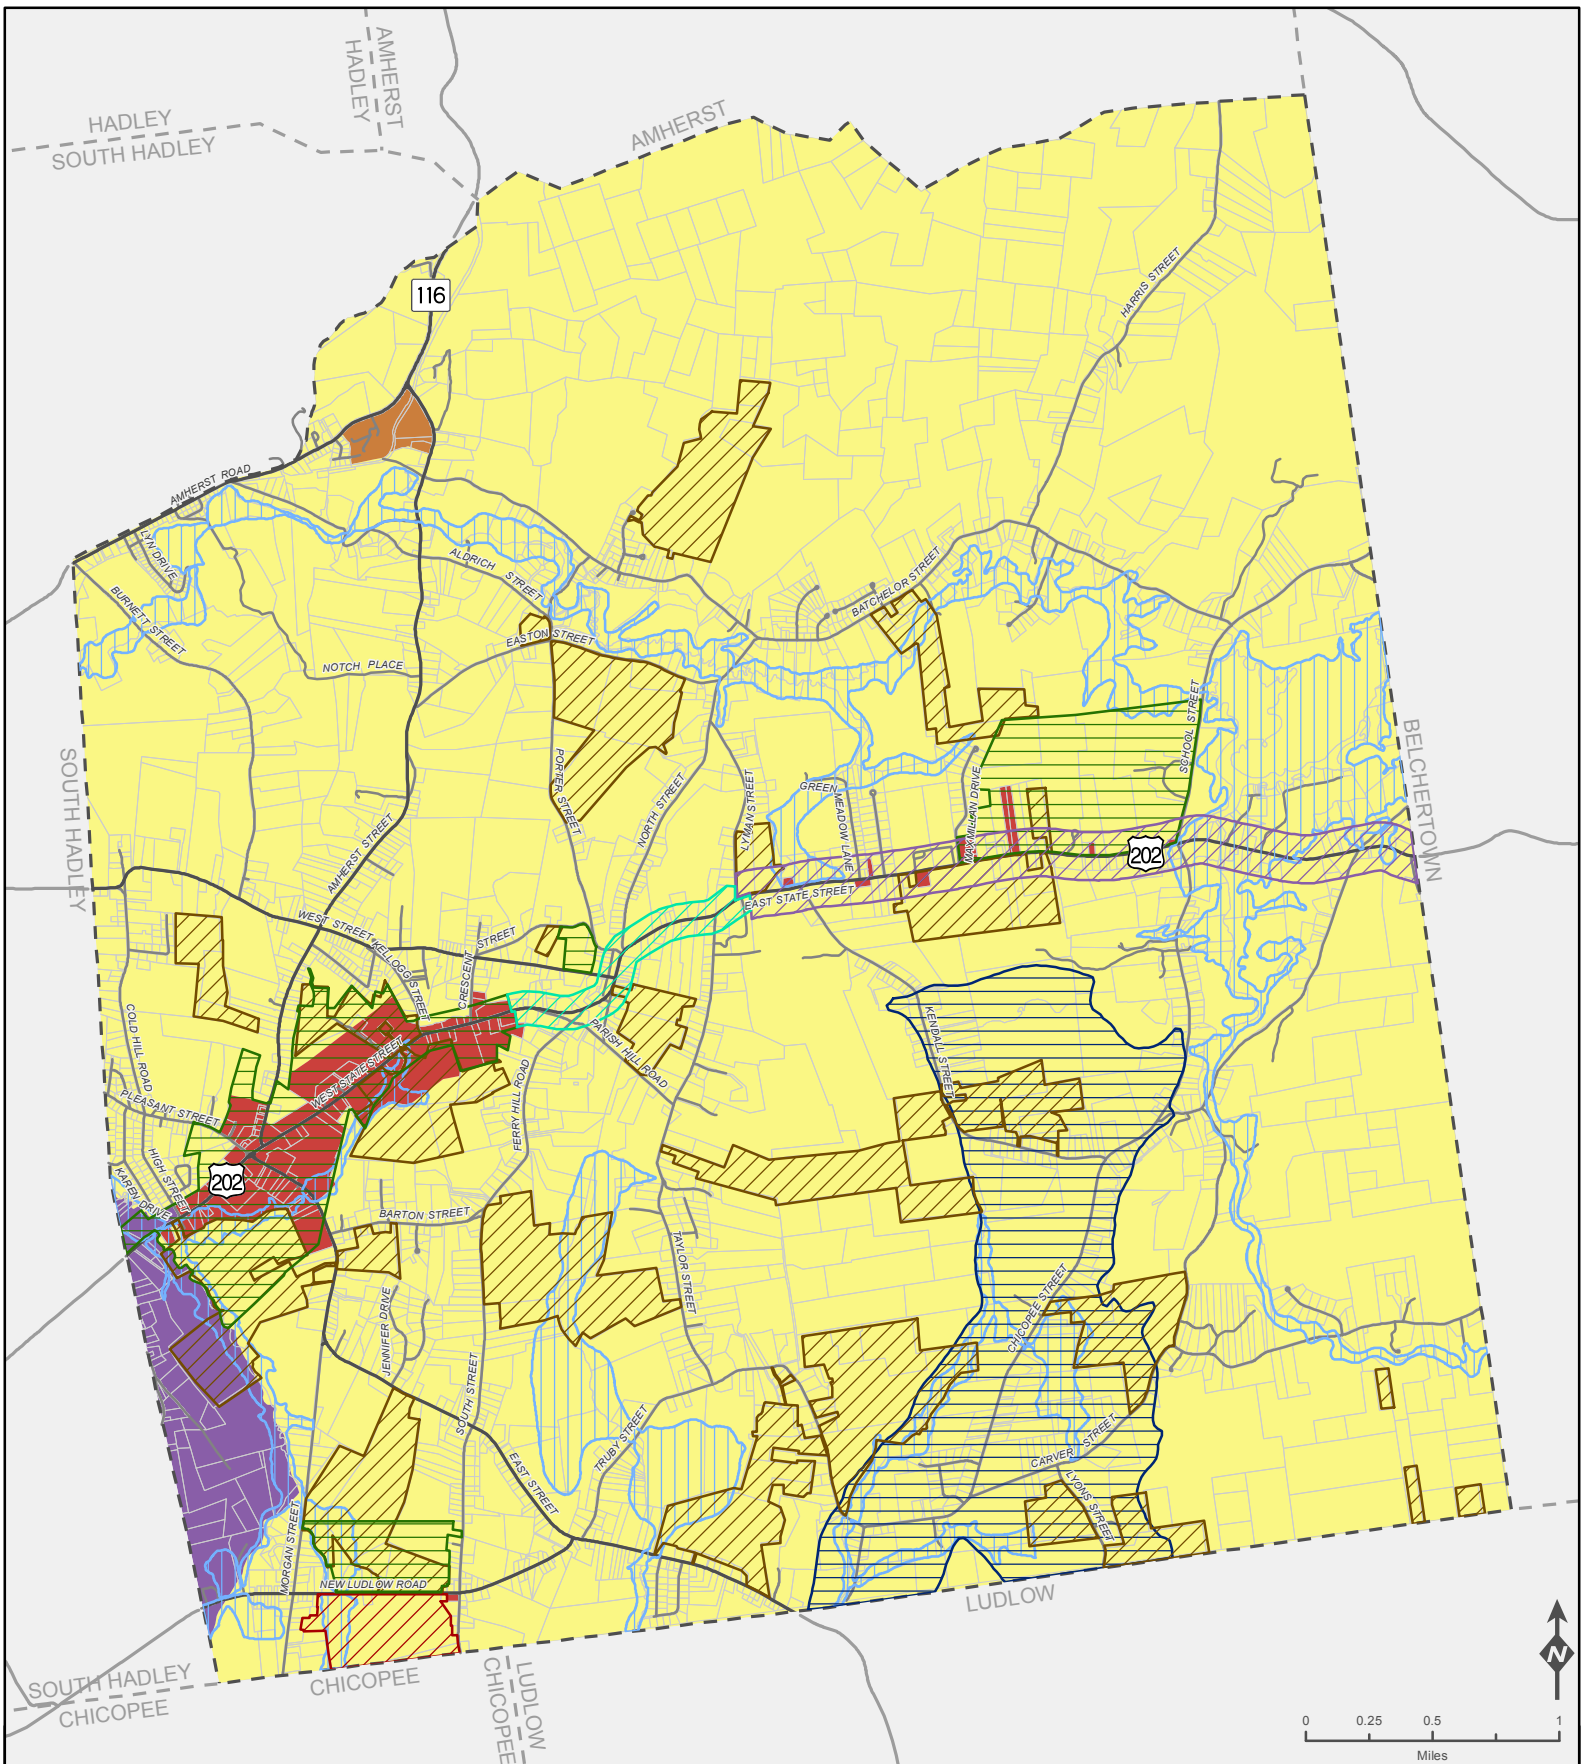 AMHERST
HADLEY
HADLEY
SOUTH HADLEY
AMHERST
116
HARRIS STREET
AMHERST ROAD
LYN DRIVE
BURNETT STREET
ALDRICH STREET
EASTON STREET
NOTCH PLACE
BATCHELOR STREET
SCHOOL STREET
SOUTH HADLEY
BELCHERTOWN
PORTER STREET
NORTH STREET
LYMAN STREET
GREEN MEADOW LANE
MAXMILLAN DRIVE
202
AMHERST STREET
EAST STATE STREET
WEST STREET
KELLOGG STREET
CRESCENT STREET
COLD HILL ROAD
PARISH HILL ROAD
KENDALL STREET
WEST STATE STREET
PLEASANT STREET
FERRY HILL ROAD
HIGH STREET
KAREN DRIVE
202
BARTON STREET
TAYLOR STREET
JENNIFER DRIVE
CHICOPEE STREET
SOUTH STREET
TRUBY STREET
EAST STREET
CARVER STREET
LYONS STREET
MORGAN STREET
NEW LUDLOW ROAD
LUDLOW
SOUTH HADLEY
CHICOPEE
CHICOPEE
LUDLOW
CHICOPEE
N
0 0.25 0.5 1
Miles